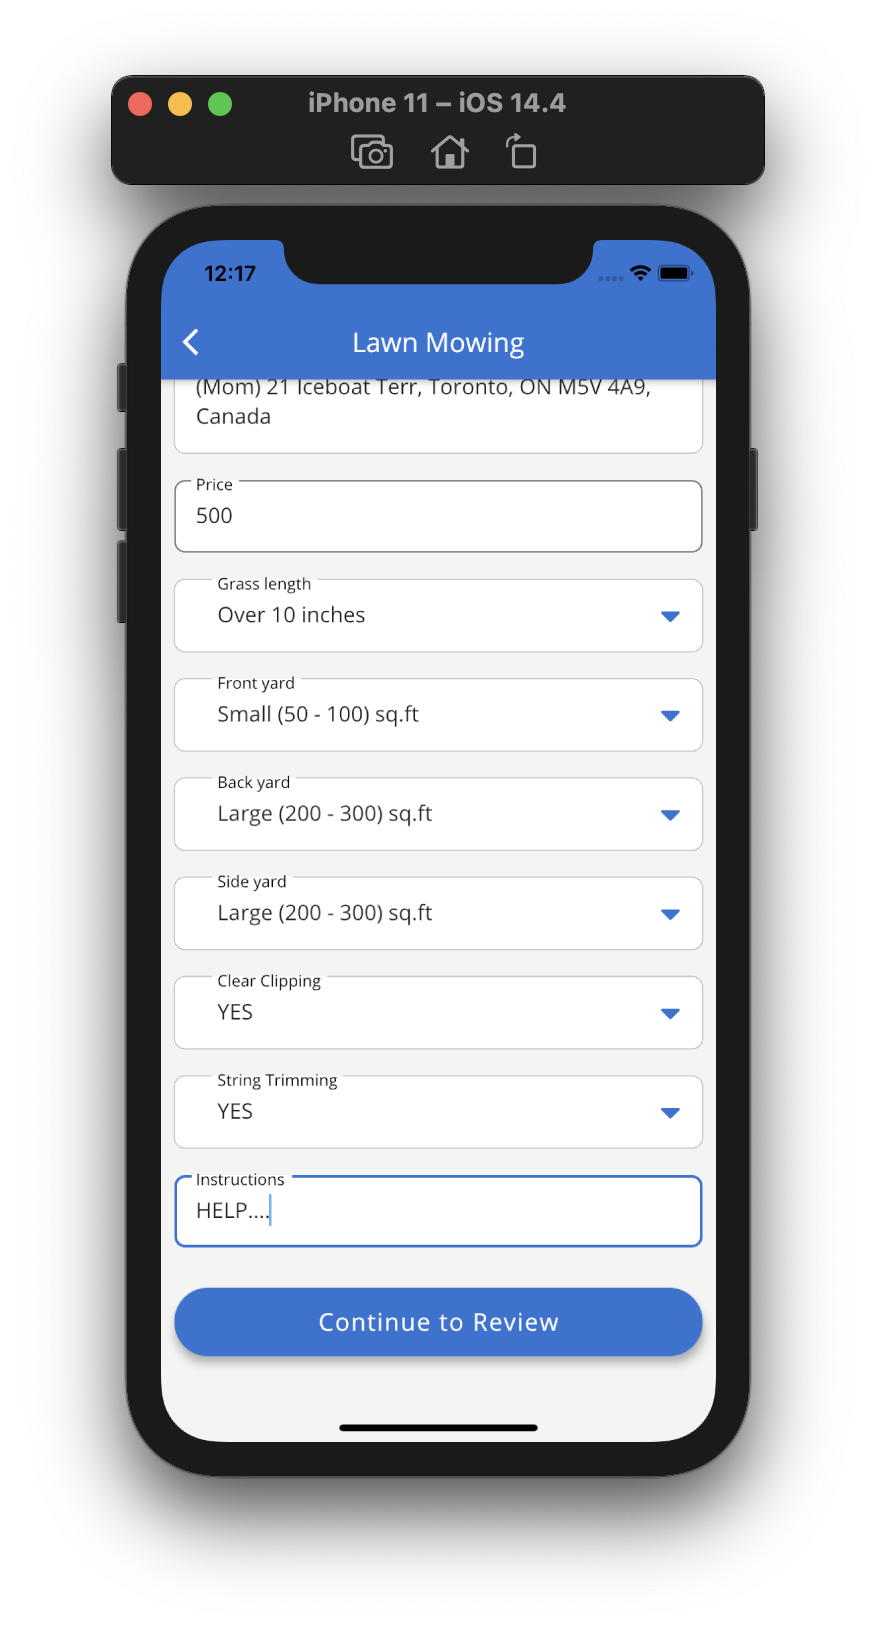 iPhone 11 – iOS 14.4
12:17
Lawn Mowing
(Mom) 21 Iceboat Terr, Toronto, ON M5V 4A9,
Canada
Price
500
Grass length
Over 10 inches
Front yard
Small (50 - 100) sq.ft
Back yard
Large (200 - 300) sq.ft
Side yard
Large (200 - 300) sq.ft
Clear Clipping
YES
String Trimming
YES
Instructions
HELP....
Continue to Review